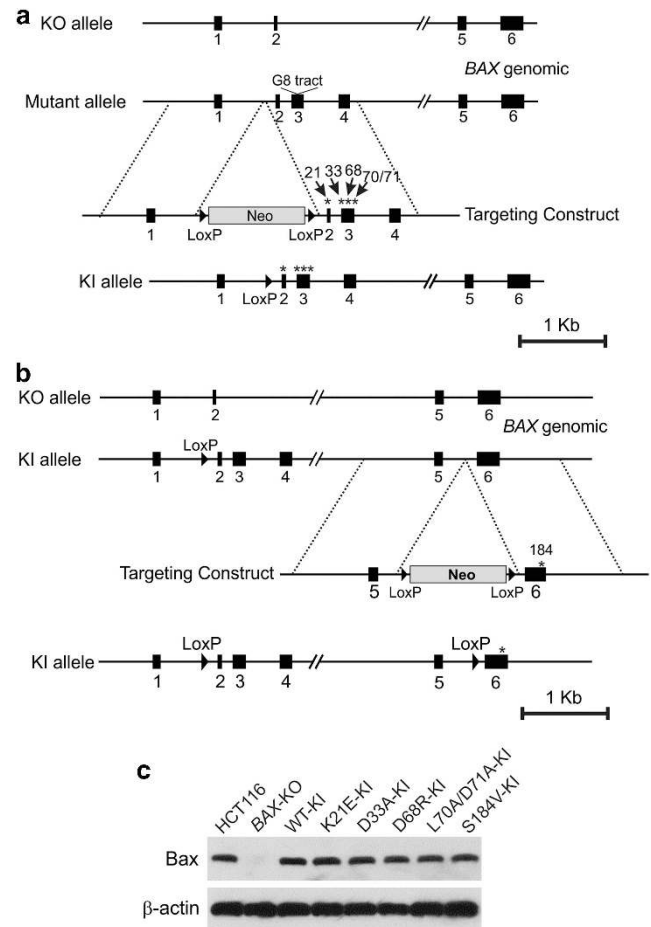 a
KO allele
1 2 5 6
BAX genomic
G8 tract
Mutant allele
1 2 3 4 5 6
21 33 68 70/71
* ***
Neo
Targeting Construct
1 LoxP LoxP 2 3 4
* ***
KI allele
1 LoxP 2 3 4 5 6
1 Kb
b
KO allele
1 2 5 6
BAX genomic
LoxP
KI allele
1 2 3 4 5 6
184
*
Targeting Construct
Neo
5 LoxP LoxP 6
LoxP LoxP *
KI allele
1 2 3 4 5 6
1 Kb
c
HCT116 BAX-KO WT-KI K21E-KI D33A-KI D68R-KI L70A/D71A-KI S184V-KI
Bax
β-actin